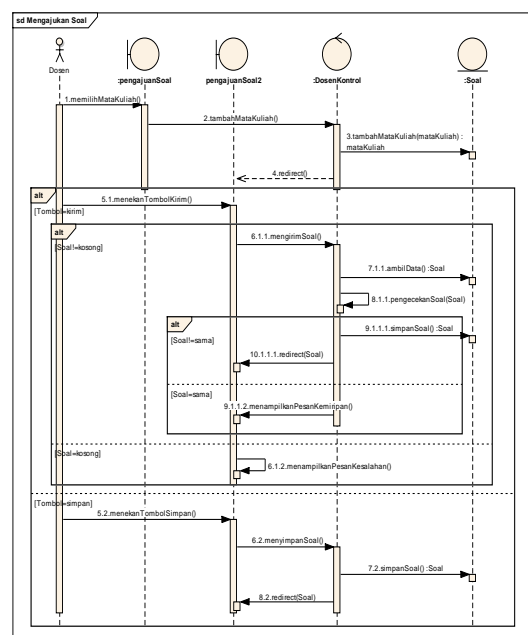 sd Mengajukan Soal
Dosen
:pengajuanSoal
pengajuanSoal2
:DosenKontrol
:Soal
1.memilihMataKuliah()
2.tambahMataKuliah()
3.tambahMataKuliah(mataKuliah) :
mataKuliah
4.redirect()
alt
5.1.menekanTombolKirim()
[Tombol=kirim]
alt
6.1.1.mengirimSoal()
[Soal!=kosong]
7.1.1.ambilData() :Soal
8.1.1.pengecekanSoal(Soal)
alt
9.1.1.1.simpanSoal() :Soal
[Soal!=sama]
10.1.1.1.redirect(Soal)
[Soal=sama]
9.1.1.2.menampilkanPesanKemiripan()
[Soal=kosong]
6.1.2.menampilkanPesanKesalahan()
[Tombol=simpan]
5.2.menekanTombolSimpan()
6.2.menyimpanSoal()
7.2.simpanSoal() :Soal
8.2.redirect(Soal)